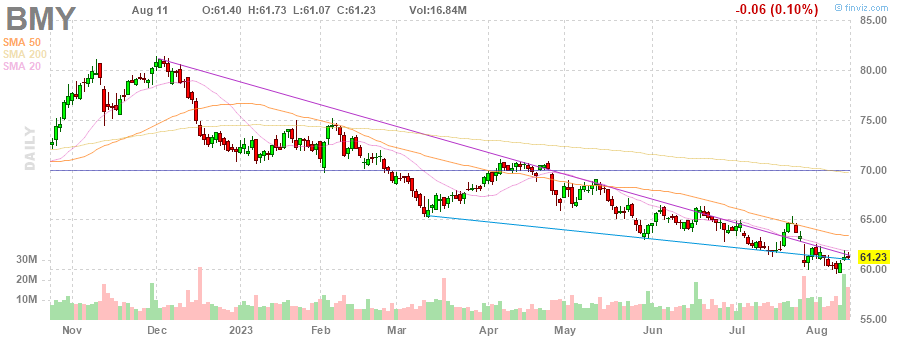 BMY Aug 11 O:61.40 H:61.73 L:61.07 C:61.23 Vol:16.84M -0.06 (0.10%) finviz.com
SMA 50
SMA 200
SMA 20
DAILY
85.00
80.00
75.00
70.00
65.00
61.23
60.00
55.00
30M
20M
10M
Nov Dec 2023 Feb Mar Apr May Jun Jul Aug